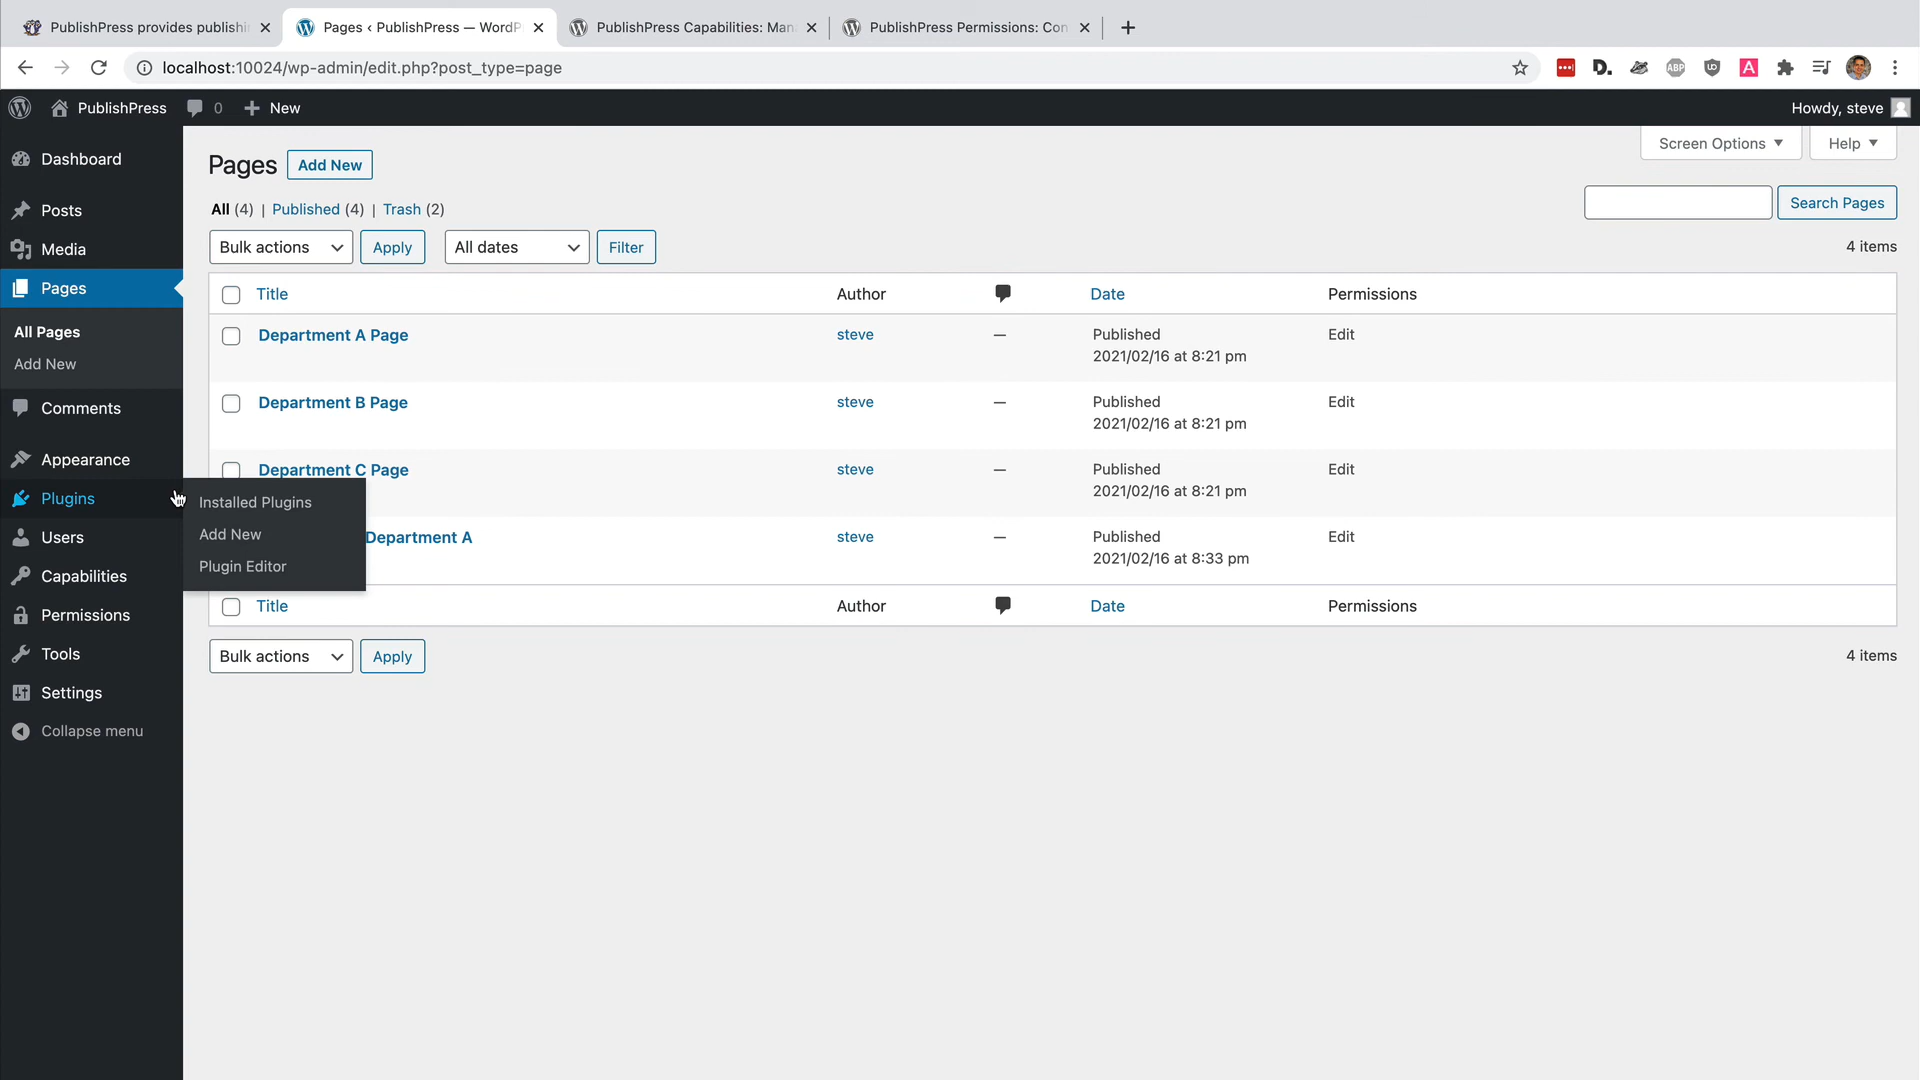 PublishPress provides publishi
Pages ‹ PublishPress — WordP
PublishPress Capabilities: Man
PublishPress Permissions: Con
localhost:10024/wp-admin/edit.php?post_type=page
D.
ABP
A
PublishPress
0
New
Howdy, steve
Dashboard
Posts
Media
Pages
All Pages
Add New
Comments
Appearance
Plugins
Users
Capabilities
Permissions
Tools
Settings
Collapse menu
Installed Plugins
Add New
Plugin Editor
Screen Options
Help
Pages
Add New
All (4) | Published (4) | Trash (2)
Search Pages
Bulk actions
Apply
All dates
Filter
4 items
Title Author Date Permissions
Department A Page steve — Published Edit
2021/02/16 at 8:21 pm
Department B Page steve — Published Edit
2021/02/16 at 8:21 pm
Department C Page steve — Published Edit
2021/02/16 at 8:21 pm
Department A steve — Published Edit
2021/02/16 at 8:33 pm
Title Author Date Permissions
Bulk actions
Apply
4 items